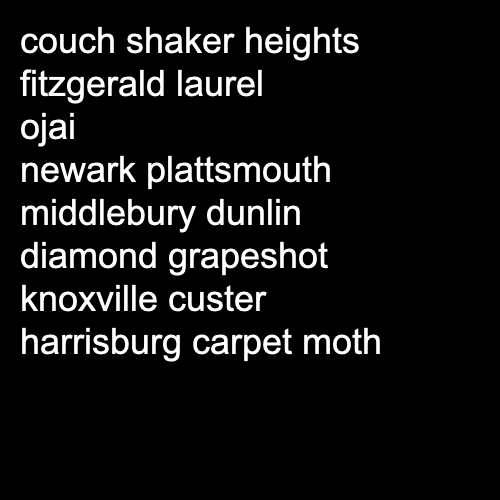 couch shaker heights
fitzgerald laurel
ojai
newark plattsmouth
middlebury dunlin
diamond grapeshot
knoxville custer
harrisburg carpet moth